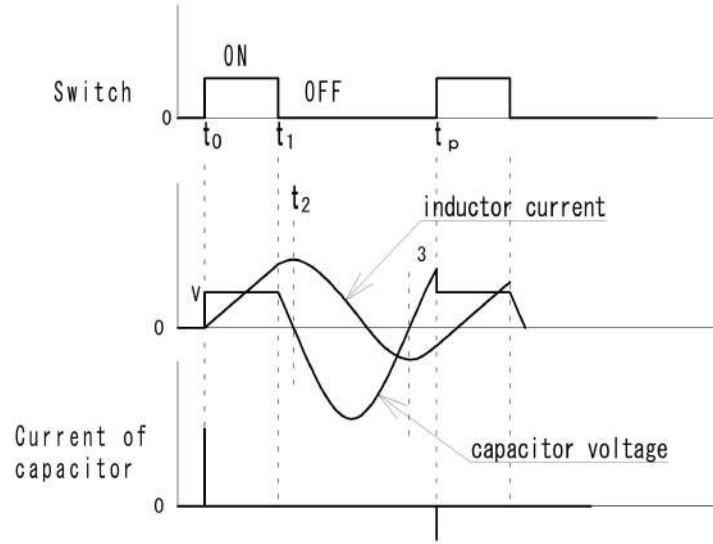 ON
Switch
OFF
0
t0
t1
tp
t2
inductor current
3
V
0
Current of
capacitor
capacitor voltage
0